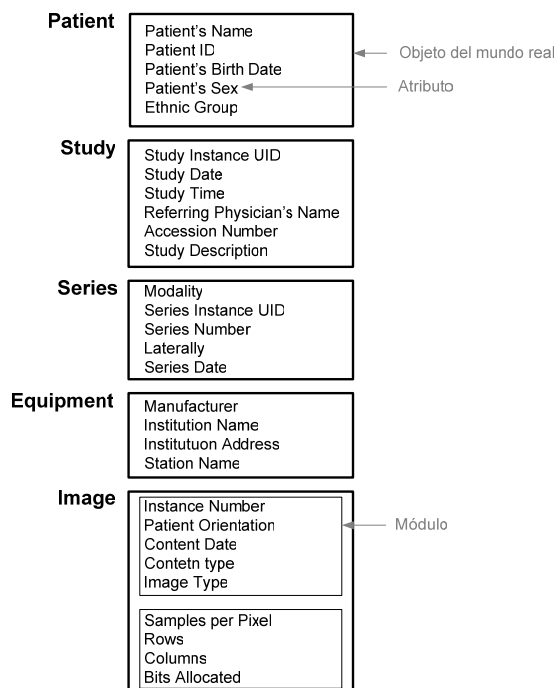 Patient
Patient's Name
Patient ID
Patient's Birth Date
Patient's Sex
Ethnic Group
Objeto del mundo real
Atributo
Study
Study Instance UID
Study Date
Study Time
Referring Physician's Name
Accession Number
Study Description
Series
Modality
Series Instance UID
Series Number
Laterally
Series Date
Equipment
Manufacturer
Institution Name
Institutuon Address
Station Name
Image
Instance Number
Patient Orientation
Content Date
Contetn type
Image Type
Módulo
Samples per Pixel
Rows
Columns
Bits Allocated